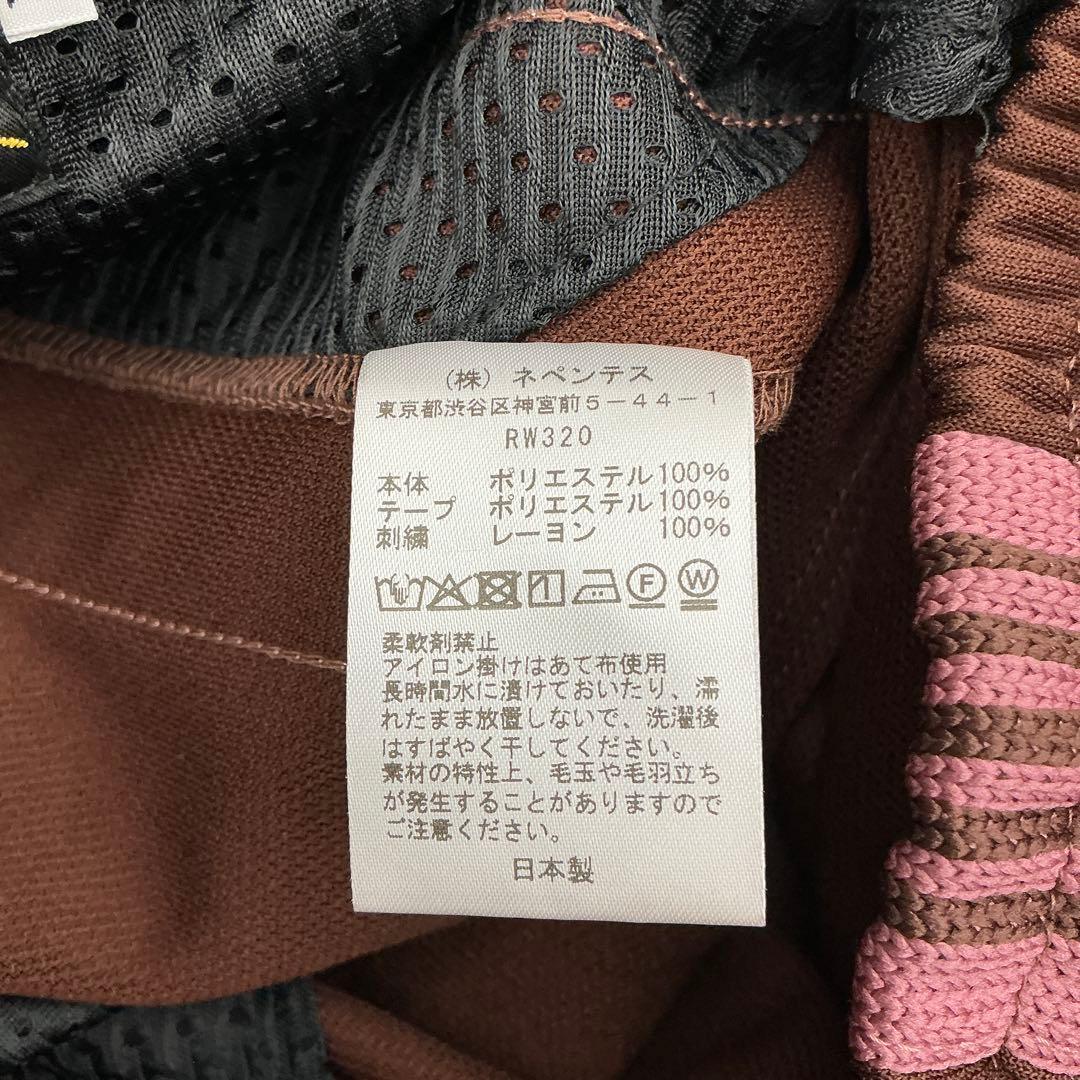 (株) ネペンテス
東京都渋谷区神宮前5-44-1
RW320
本体 ポリエステル100%
テープ ポリエステル100%
刺繍 レーヨン 100%
F W
柔軟剤禁止
アイロン掛けはあて布使用
長時間水に漬けておいたり、濡
れたまま放置しないで、洗濯後
はすばやく干してください。
素材の特性上、毛玉や毛羽立ち
が発生することがありますので
ご注意ください。
日本製